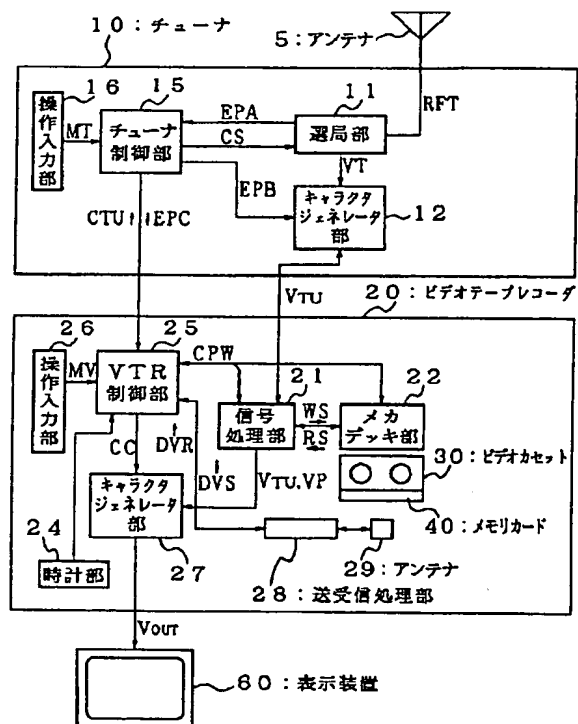 10：チューナ
5：アンテナ
16
15
11
操作入力部
MT
チューナ
制御部
EPA
CS
選局部
RFT
EPB
VT
キャラクタ
ジェネレータ
部
12
CTU
EPC
VTU
20：ビデオテープレコーダ
26
25
操作入力部
MV
VTR
制御部
CPW
21
22
信号
処理部
WS
RS
メカ
デッキ部
CC
DVR
DVS
VTU.VP
30：ビデオカセット
キャラクタ
ジェネレータ
部
40：メモリカード
24
時計部
27
28：送受信処理部
29：アンテナ
VOUT
60：表示装置